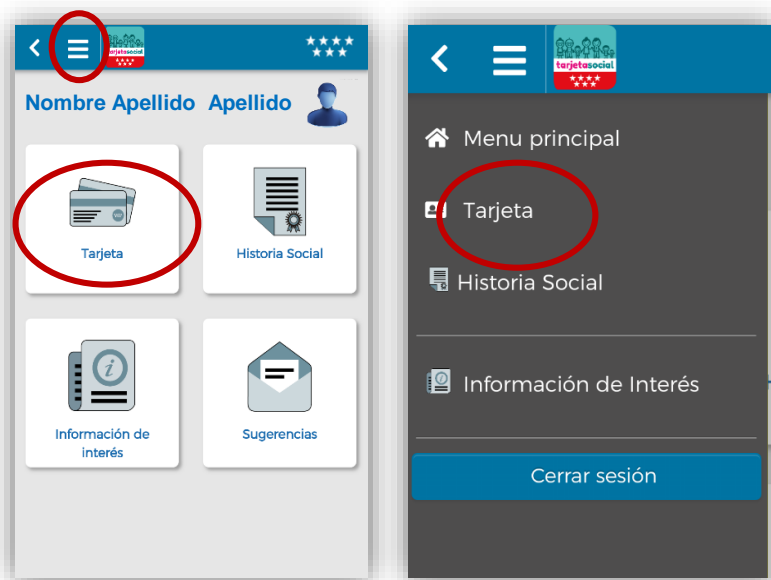 tarjetasocial
Nombre Apellido Apellido
Tarjeta
Historia Social
Información de
interés
Sugerencias
tarjetasocial
Menu principal
Tarjeta
Historia Social
Información de Interés
Cerrar sesión